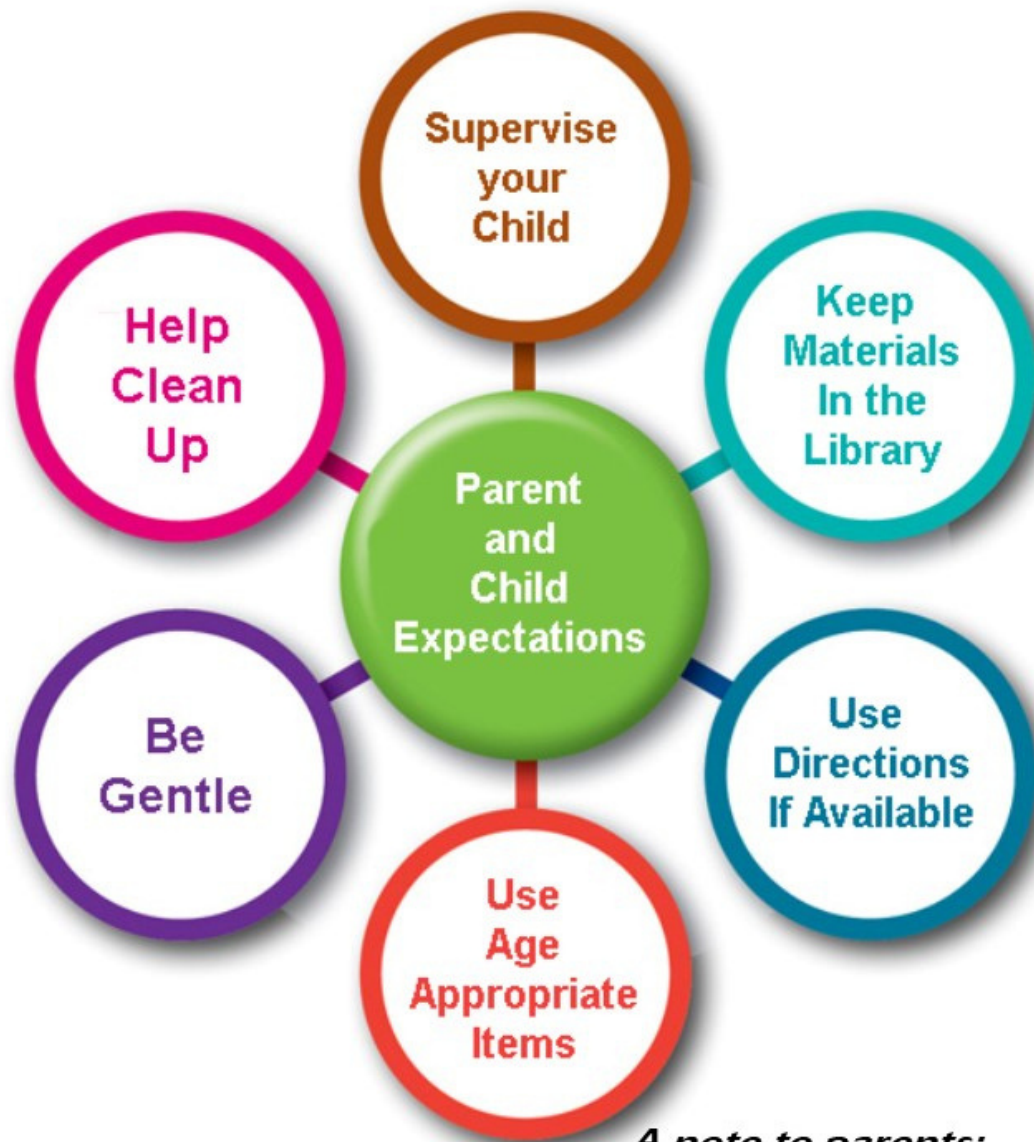 Supervise
your
Child
Help
Clean
Up
Keep
Materials
In the
Library
Parent
and
Child
Expectations
Be
Gentle
Use
Directions
If Available
Use
Age
Appropriate
Items
A note to parents: